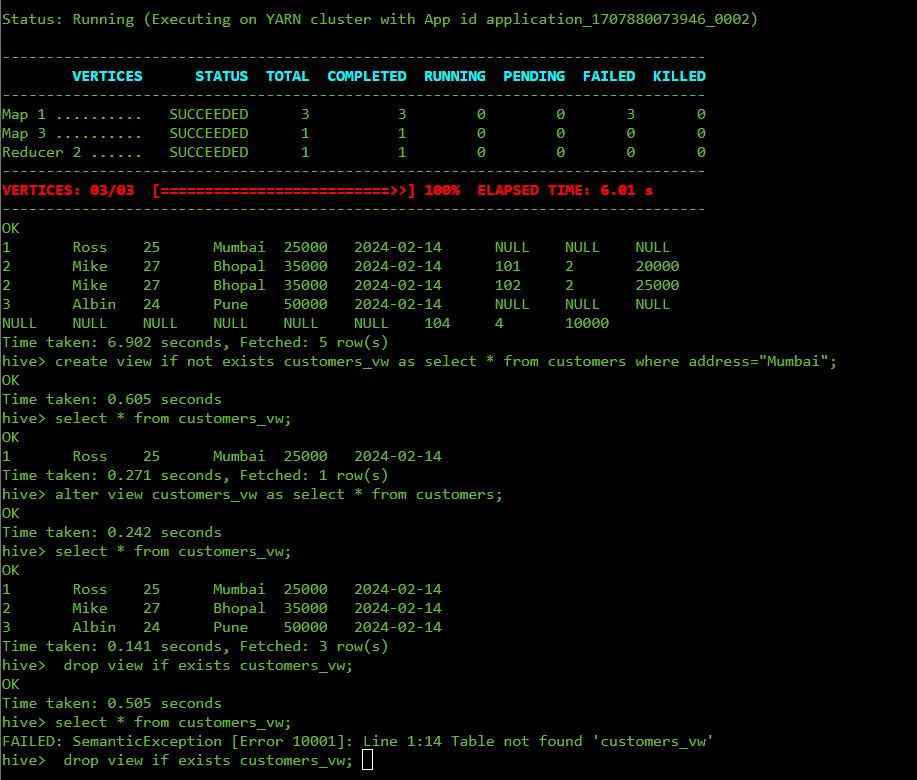 Status: Running (Executing on YARN cluster with App id application_1707880073946_0002)
----------------------------------------------------------------------------------------------
VERTICES STATUS TOTAL COMPLETED RUNNING PENDING FAILED KILLED
----------------------------------------------------------------------------------------------
Map 1 .......... SUCCEEDED 3 3 0 0 3 0
Map 3 .......... SUCCEEDED 1 1 0 0 0 0
Reducer 2 ...... SUCCEEDED 1 1 0 0 0 0
----------------------------------------------------------------------------------------------
VERTICES: 03/03 [==========================>>] 100% ELAPSED TIME: 6.01 s
----------------------------------------------------------------------------------------------
OK
1 Ross 25 Mumbai 25000 2024-02-14 NULL NULL NULL
2 Mike 27 Bhopal 35000 2024-02-14 101 2 20000
2 Mike 27 Bhopal 35000 2024-02-14 102 2 25000
3 Albin 24 Pune 50000 2024-02-14 NULL NULL NULL
NULL NULL NULL NULL NULL NULL 104 4 10000
Time taken: 6.902 seconds, Fetched: 5 row(s)
hive> create view if not exists customers_vw as select * from customers where address="Mumbai";
OK
Time taken: 0.605 seconds
hive> select * from customers_vw;
OK
1 Ross 25 Mumbai 25000 2024-02-14
Time taken: 0.271 seconds, Fetched: 1 row(s)
hive> alter view customers_vw as select * from customers;
OK
Time taken: 0.242 seconds
hive> select * from customers_vw;
OK
1 Ross 25 Mumbai 25000 2024-02-14
2 Mike 27 Bhopal 35000 2024-02-14
3 Albin 24 Pune 50000 2024-02-14
Time taken: 0.141 seconds, Fetched: 3 row(s)
hive>  drop view if exists customers_vw;
OK
Time taken: 0.505 seconds
hive> select * from customers_vw;
FAILED: SemanticException [Error 10001]: Line 1:14 Table not found 'customers_vw'
hive>  drop view if exists customers_vw;